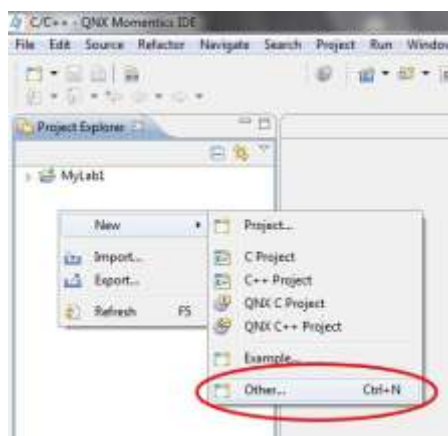 C/C++ - QNX Momentics IDE
File Edit Source Refactor Navigate Search Project Run Window
Project Explorer
MyLab1
New
Import...
Export...
Refresh F5
Project...
C Project
C++ Project
QNX C Project
QNX C++ Project
Example...
Other... Ctrl+N